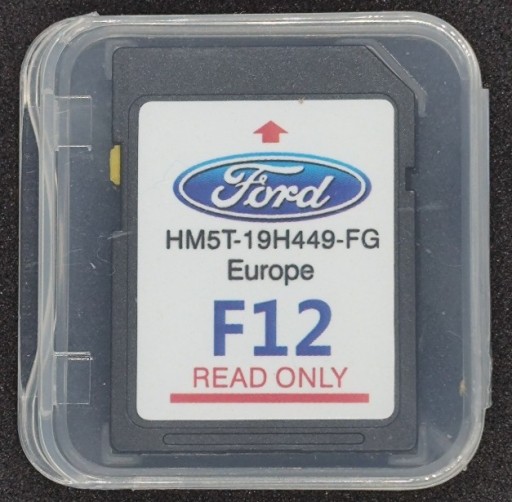 Ford
HM5T-19H449-FG
Europe
F12
READ ONLY